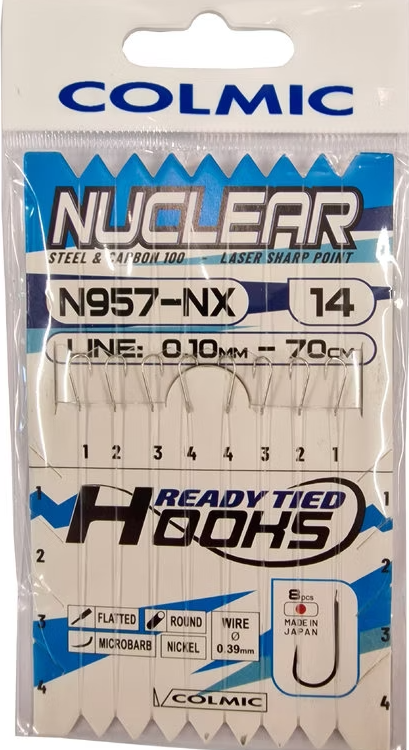 COLMIC
NUCLEAR
STEEL & CARBON 100 - LASER SHARP POINT
N957-NX 14
LINE: 0.10MM - 70CM
1 2 3 4 4 3 2 1
READY TIED
HOOKS
1
2 2
3 3
4 4
FLATTED ROUND
MICROBARB NICKEL
WIRE
Ø
0.39mm
8pcs
MADE IN
JAPAN
COLMIC